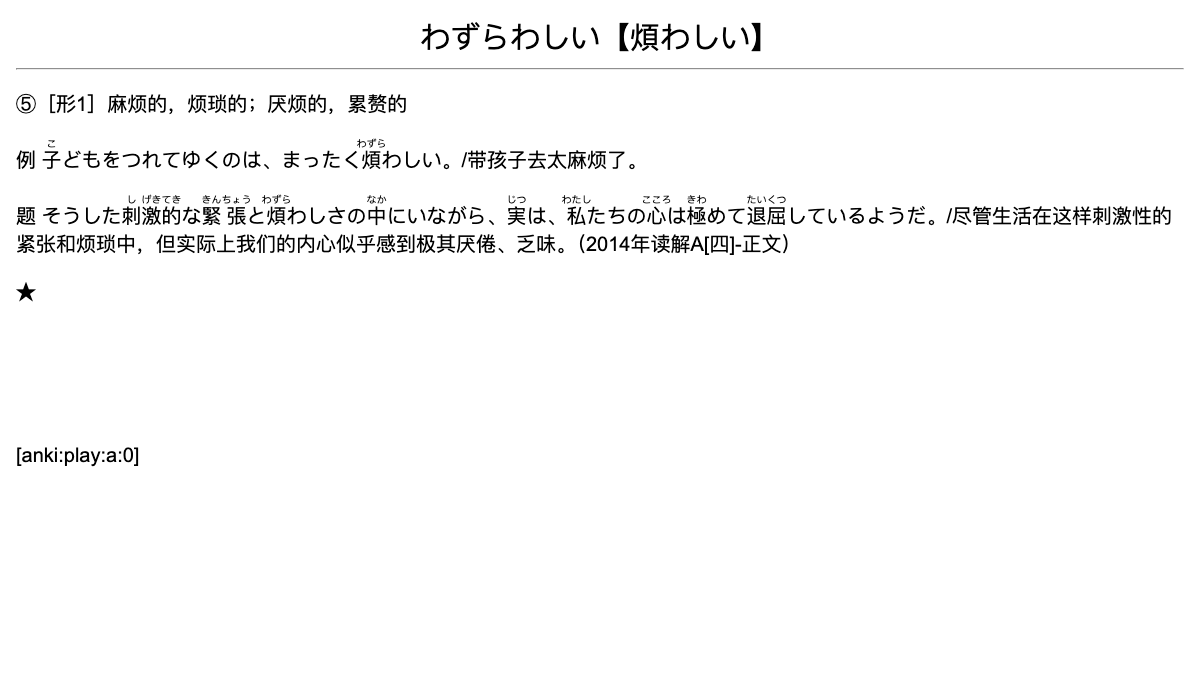 わずらわしい【煩わしい】
⑤［形1］麻烦的，烦琐的；厌烦的，累赘的
こ わずら
例 子どもをつれてゆくのは、まったく煩わしい。/带孩子去太麻烦了。
し げきてき きんちょう わずら なか じつ わたし こころ きわ たいくつ
题 そうした刺激的な緊張と煩わしさの中にいながら、実は、私たちの心は極めて退屈しているようだ。/尽管生活在这样刺激性的
紧张和烦琐中，但实际上我们的内心似乎感到极其厌倦、乏味。（2014年读解A[四]-正文）
★
[anki:play:a:0]